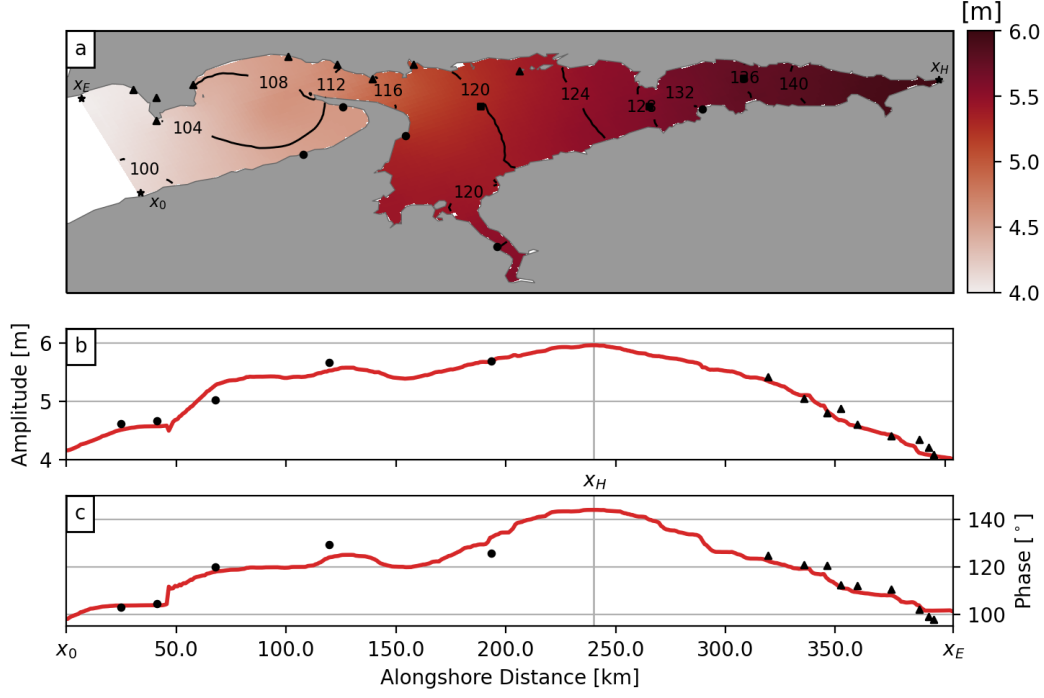 [m]
a
6.0
x_E
x_H
108
112
116
120
124
128
132
136
140
5.5
104
5.0
100
120
x_0
4.5
4.0
b
Amplitude [m]
6
5
4
x_H
c
140
120
100
Phase [°]
x_0
50.0
100.0
150.0
200.0
250.0
300.0
350.0
x_E
Alongshore Distance [km]